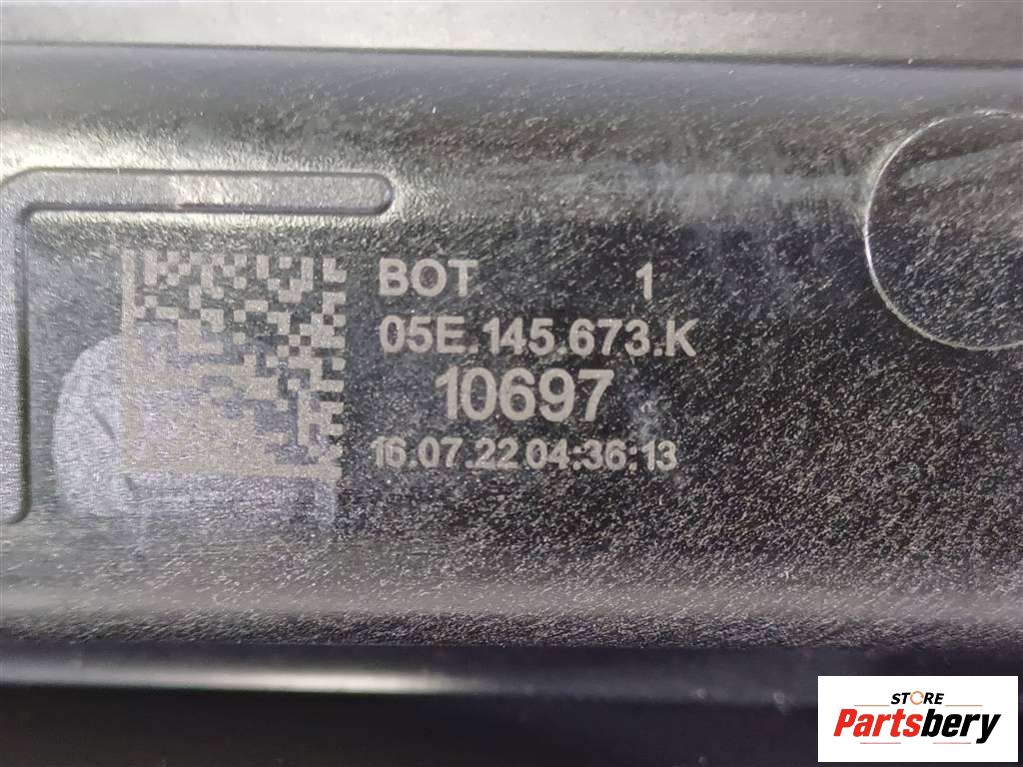 BOT 1
05E.145.673.K
10697
16.07.22 04:36:13
STORE
Partsbery